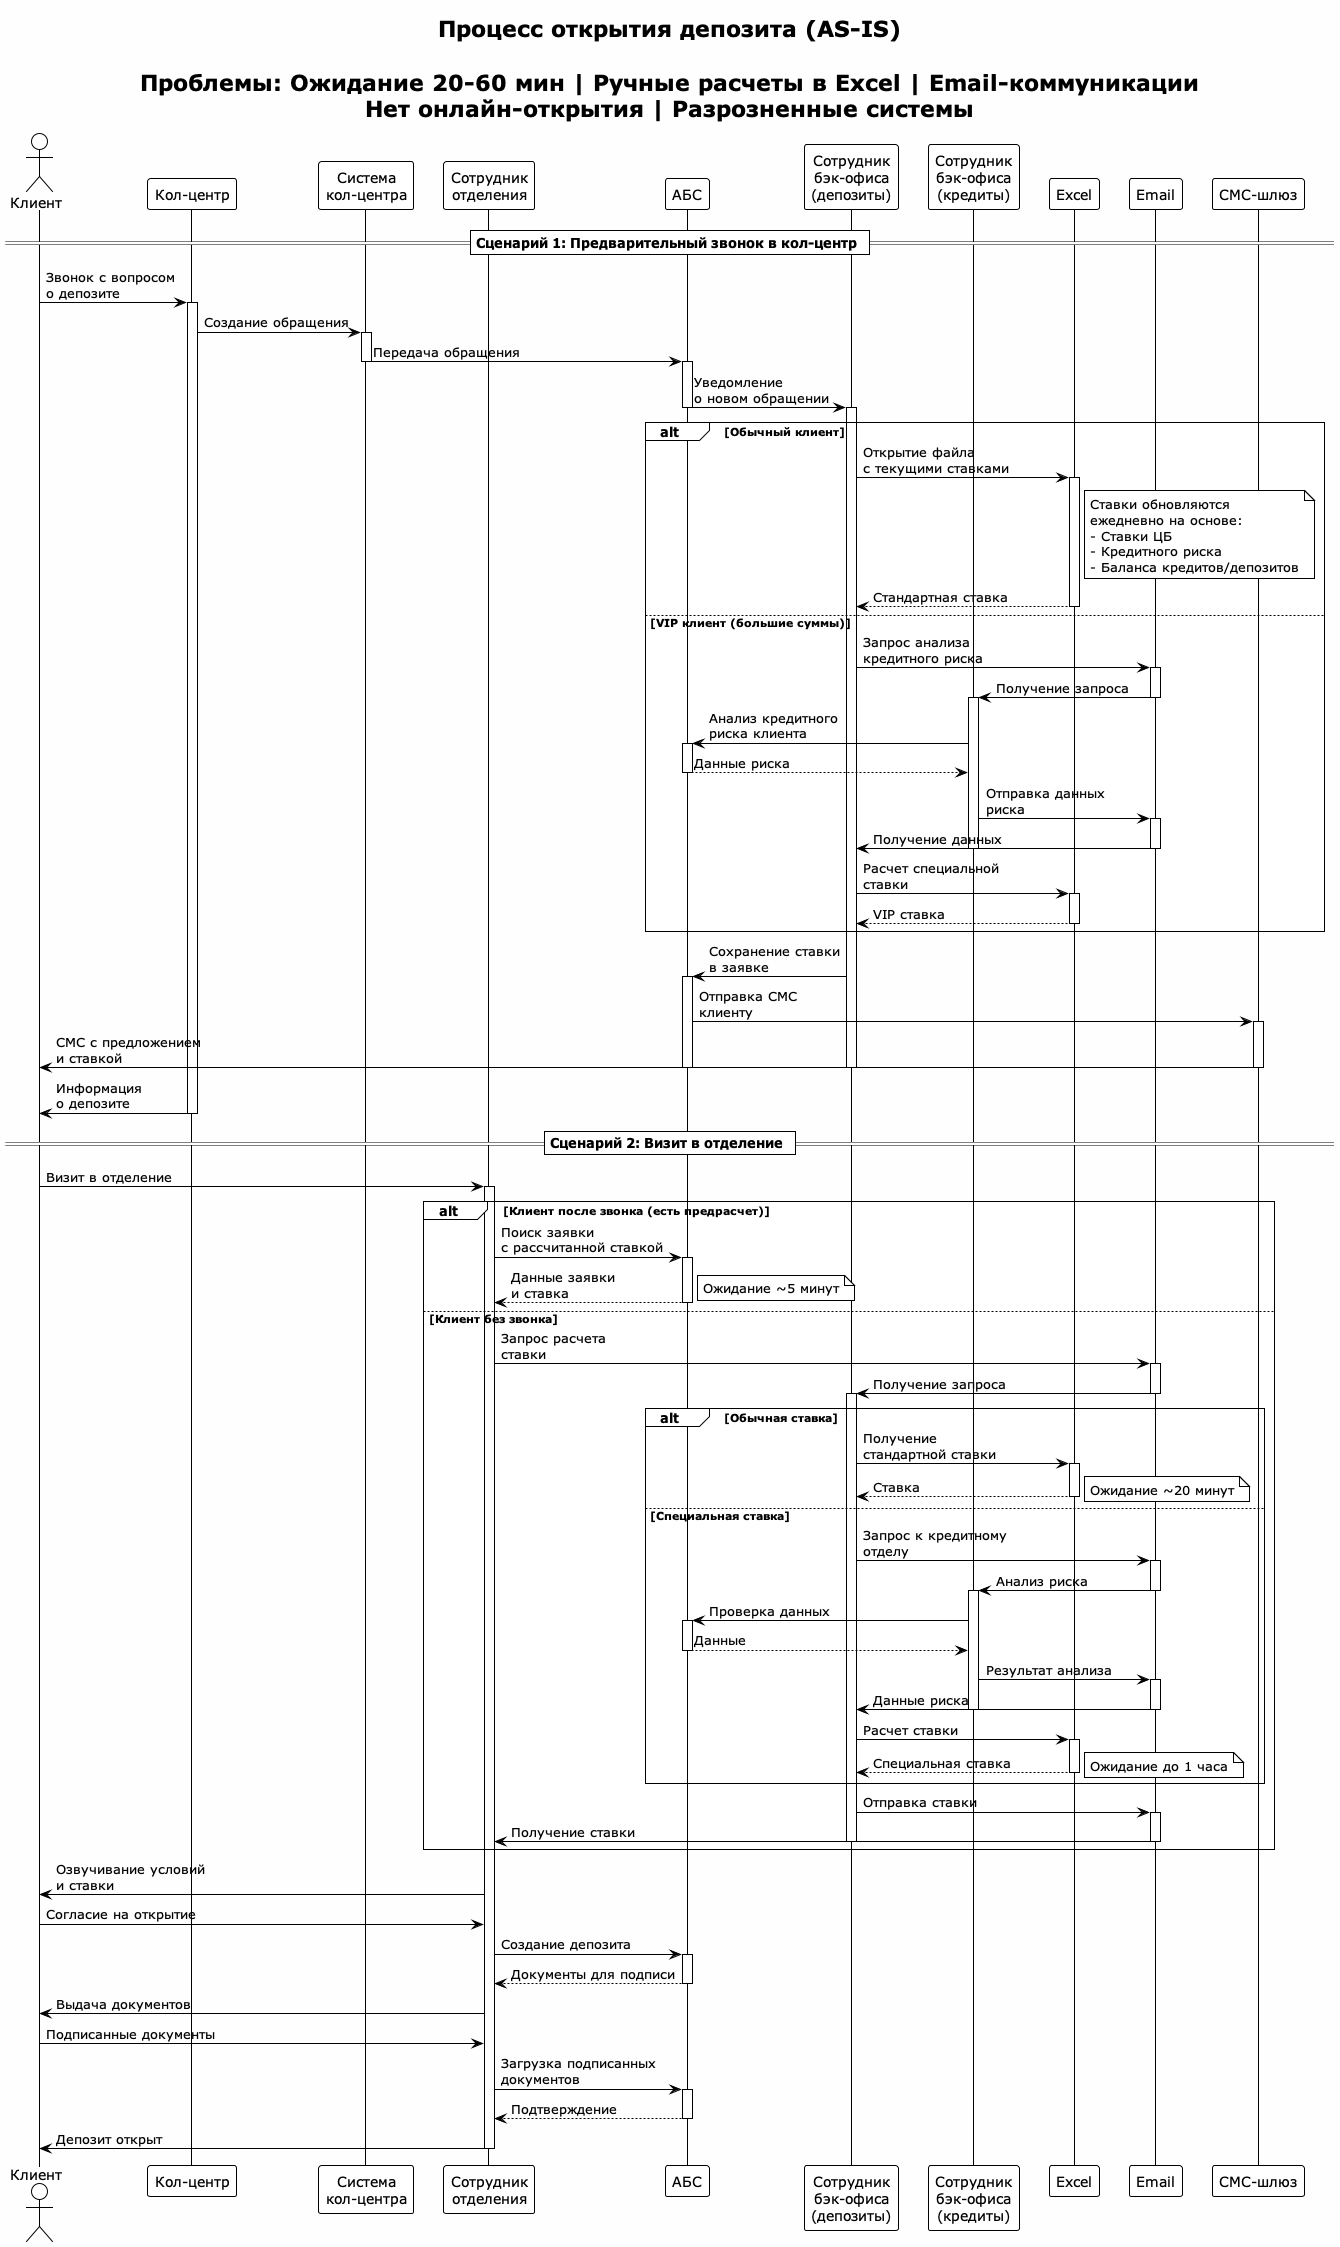 Процесс открытия депозита (AS-IS)
Проблемы: Ожидание 20-60 мин | Ручные расчеты в Excel | Email-коммуникации
Нет онлайн-открытия | Разрозненные системы
Клиент
Кол-центр
Система
кол-центра
Сотрудник
отделения
АБС
Сотрудник
бэк-офиса
(депозиты)
Сотрудник
бэк-офиса
(кредиты)
Excel
Email
СМС-шлюз
Сценарий 1: Предварительный звонок в кол-центр
Звонок с вопросом
о депозите
Создание обращения
Передача обращения
Уведомление
о новом обращении
alt
[Обычный клиент]
Открытие файла
с текущими ставками
Ставки обновляются
ежедневно на основе:
- Ставки ЦБ
- Кредитного риска
- Баланса кредитов/депозитов
Стандартная ставка
[VIP клиент (большие суммы)]
Запрос анализа
кредитного риска
Получение запроса
Анализ кредитного
риска клиента
Данные риска
Отправка данных
риска
Получение данных
Расчет специальной
ставки
VIP ставка
Сохранение ставки
в заявке
Отправка СМС
клиенту
СМС с предложением
и ставкой
Информация
о депозите
Сценарий 2: Визит в отделение
Визит в отделение
alt
[Клиент после звонка (есть предрасчет)]
Поиск заявки
с рассчитанной ставкой
Данные заявки
и ставка
Ожидание ~5 минут
[Клиент без звонка]
Запрос расчета
ставки
Получение запроса
alt
[Обычная ставка]
Получение
стандартной ставки
Ставка
Ожидание ~20 минут
[Специальная ставка]
Запрос к кредитному
отделу
Анализ риска
Проверка данных
Данные
Результат анализа
Данные риска
Расчет ставки
Специальная ставка
Ожидание до 1 часа
Отправка ставки
Получение ставки
Озвучивание условий
и ставки
Согласие на открытие
Создание депозита
Документы для подписи
Выдача документов
Подписанные документы
Загрузка подписанных
документов
Подтверждение
Депозит открыт
Клиент
Кол-центр
Система
кол-центра
Сотрудник
отделения
АБС
Сотрудник
бэк-офиса
(депозиты)
Сотрудник
бэк-офиса
(кредиты)
Excel
Email
СМС-шлюз